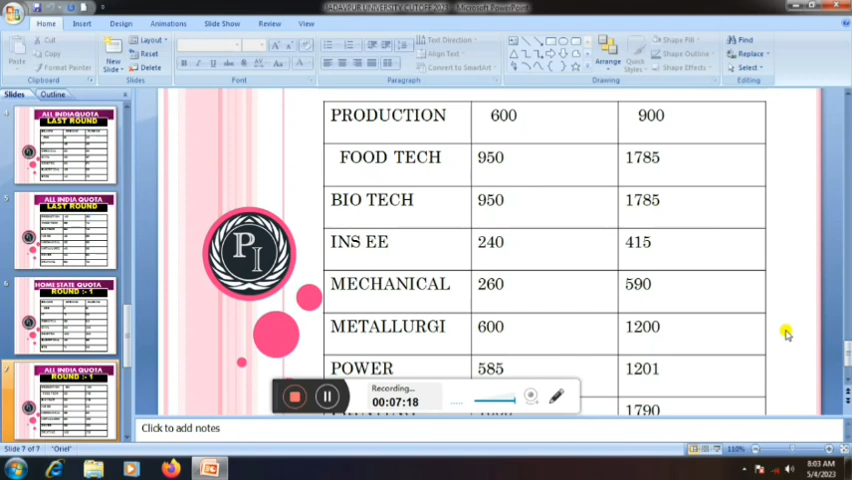 JADAVPUR UNIVERSITY CUTOFF 2023 - Microsoft PowerPoint
Home Insert Design Animations Slide Show Review View
Paste
Cut
Copy
Format Painter
Clipboard
New Slide
Layout
Reset
Delete
Slides
Font
Text Direction
Align Text
Convert to SmartArt
Paragraph
Arrange
Quick Styles
Shape Fill
Shape Outline
Shape Effects
Drawing
Find
Replace
Select
Editing
Slides Outline
4
ALL INDIA QUOTA
LAST ROUND
5
ALL INDIA QUOTA
LAST ROUND
6
HOME STATE QUOTA
ROUND :- 1
7
ALL INDIA QUOTA
ROUND :- 1
P I
PRODUCTION 600 900
FOOD TECH 950 1785
BIO TECH 950 1785
INS EE 240 415
MECHANICAL 260 590
METALLURGI 600 1200
POWER 585 1201
1790
Recording...
00:07:18
Click to add notes
Slide 7 of 7 "Oriel" 110%
8:03 AM
5/4/2023